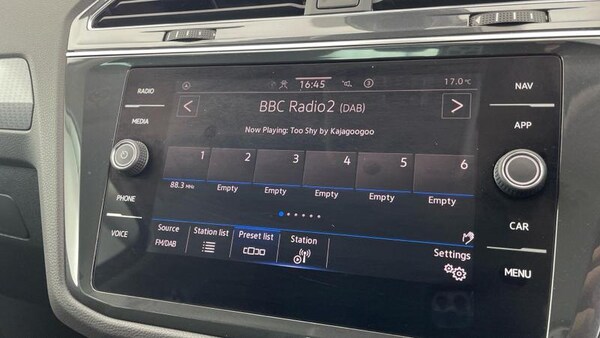 RADIO
MEDIA
PHONE
VOICE
16:45
3
17.0 °C
<
BBC Radio2 (DAB)
>
Now Playing: Too Shy by Kajagoogoo
1 2 3 4 5 6
88.3 MHz Empty Empty Empty Empty Empty
Source
FM/DAB
Station list
Preset list
Station
Settings
NAV
APP
CAR
MENU